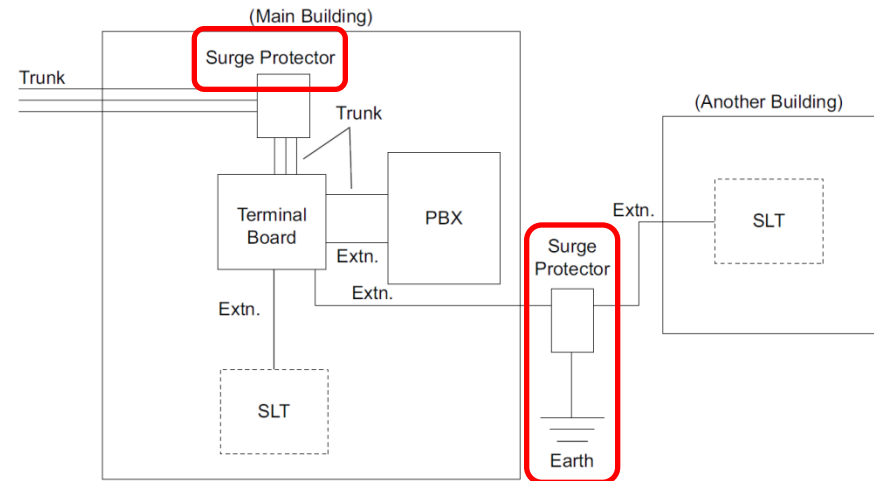 (Main Building)
Surge Protector
Trunk
Trunk
(Another Building)
Terminal
Board
PBX
Extn.
SLT
Surge
Protector
Extn.
Extn.
Extn.
SLT
Earth